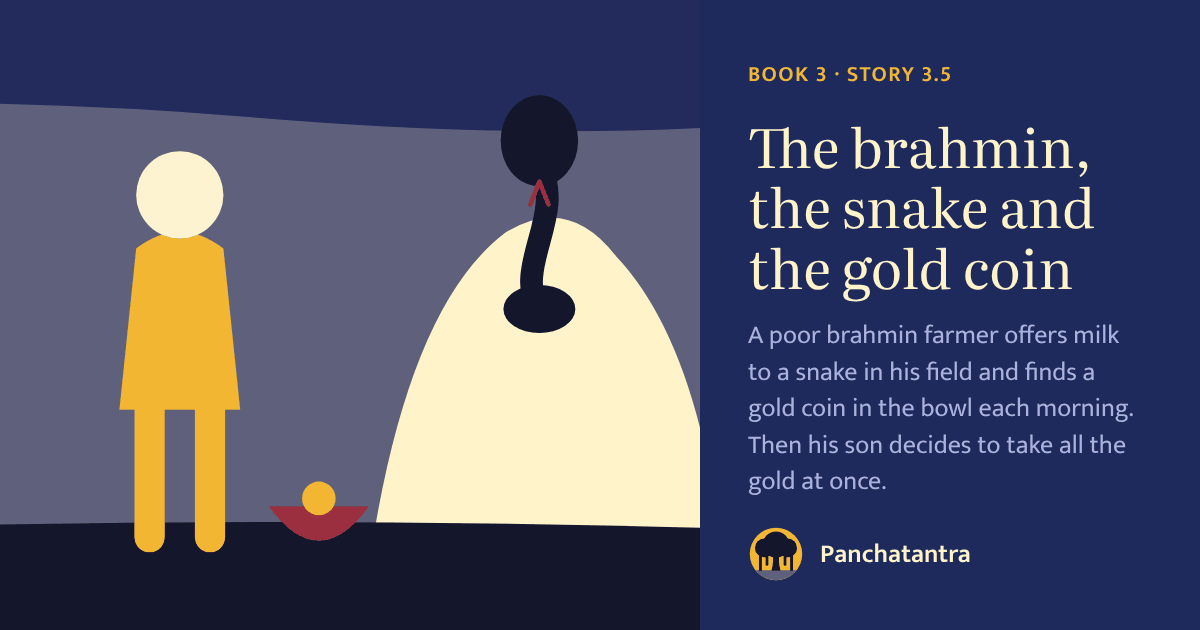 BOOK 3 · STORY 3.5
The brahmin,
the snake and
the gold coin
A poor brahmin farmer offers milk
to a snake in his field and finds a
gold coin in the bowl each morning.
Then his son decides to take all the
gold at once.
Panchatantra